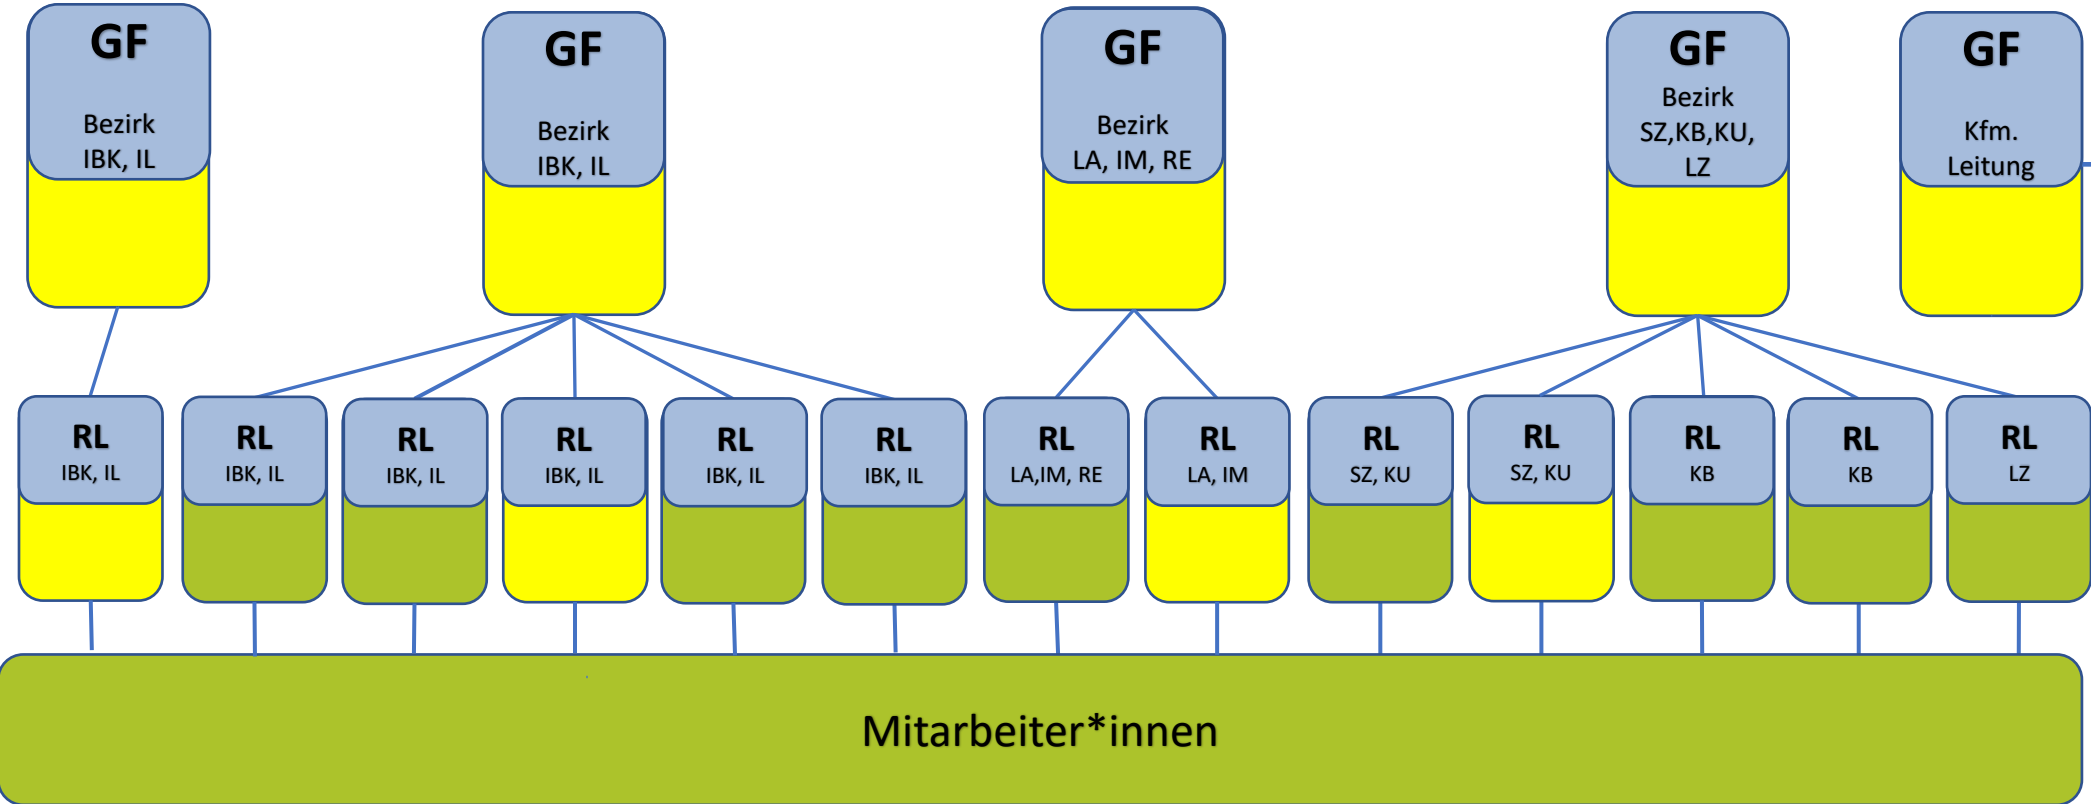 GF
Bezirk
IBK, IL
GF
Bezirk
IBK, IL
GF
Bezirk
LA, IM, RE
GF
Bezirk
SZ,KB,KU,
LZ
GF
Kfm.
Leitung
RL
IBK, IL
RL
IBK, IL
RL
IBK, IL
RL
IBK, IL
RL
IBK, IL
RL
IBK, IL
RL
LA,IM, RE
RL
LA, IM
RL
SZ, KU
RL
SZ, KU
RL
KB
RL
KB
RL
LZ
Mitarbeiter*innen